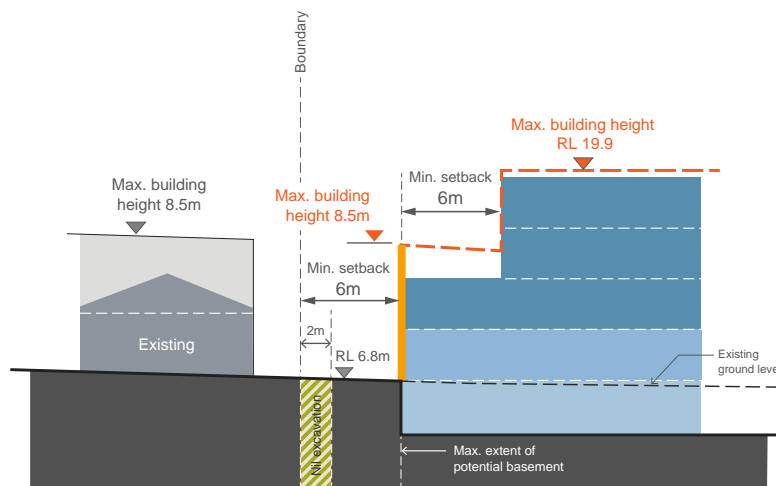 Boundary
Max. building height
RL 19.9
Max. building
height 8.5m
Max. building
height 8.5m
Min. setback
6m
Min. setback
6m
2m
RL 6.8m
Existing
Existing
ground level
Nil excavation
Max. extent of
potential basement